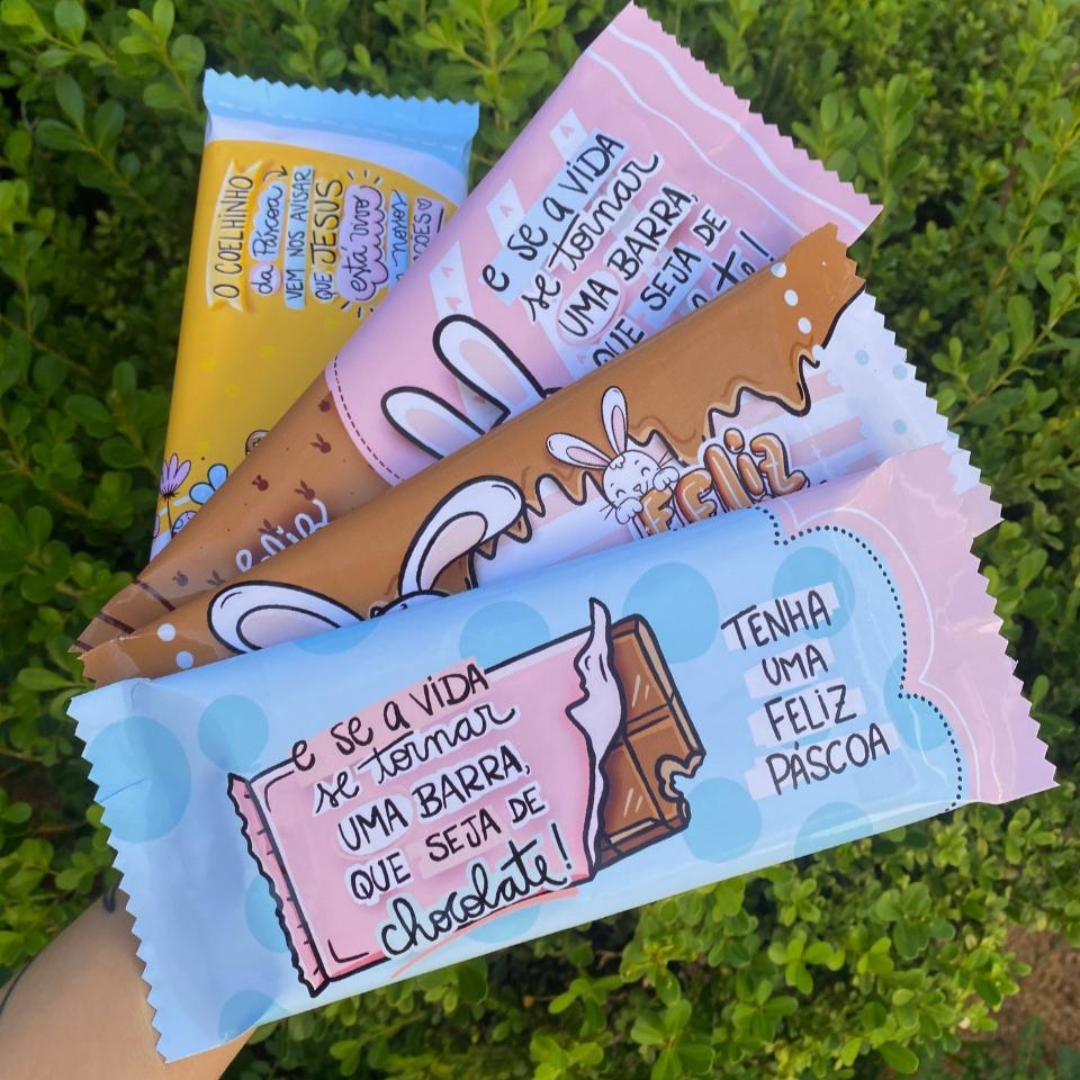 O COELHINHO
da Páscoa
VEM NOS AVISAR
QUE JESUS
está vivo
e se a VIDA
se tornar
UMA BARRA,
QUE SEJA DE
FELIZ
e se a VIDA
se tornar
UMA BARRA,
QUE SEJA DE
chocolate!
TENHA
UMA
FELIZ
PÁSCOA